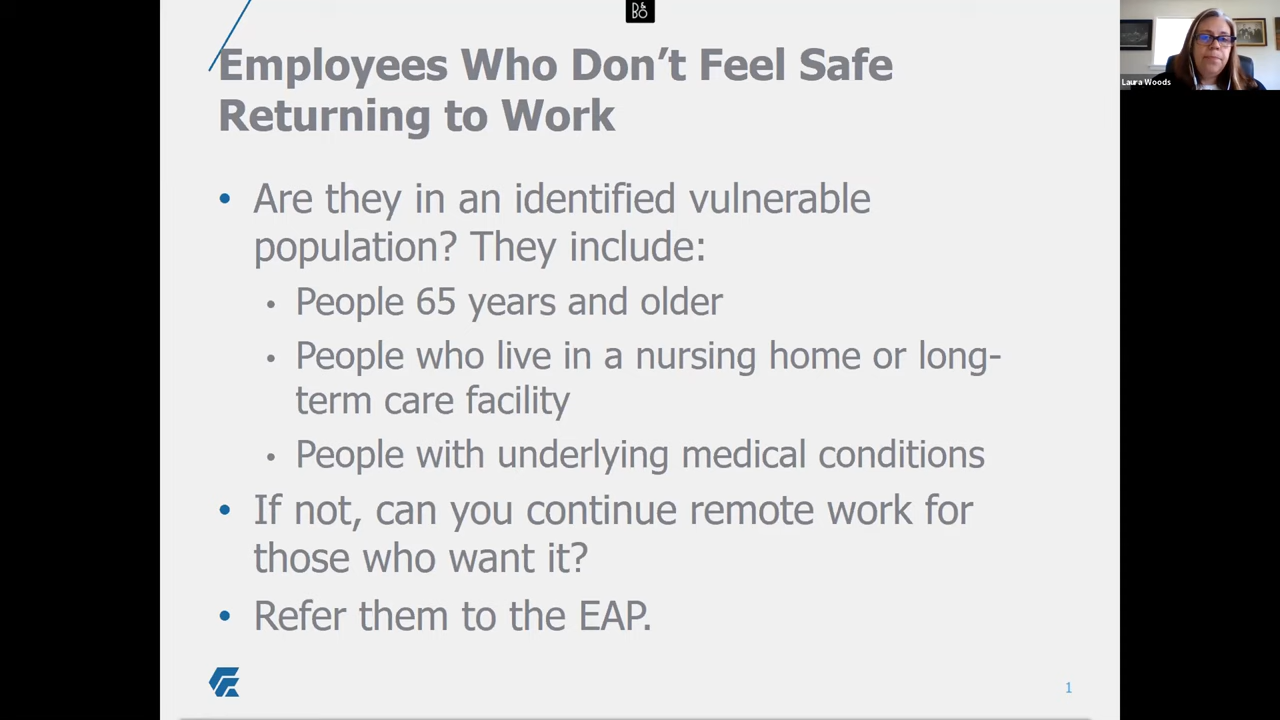 B&
BO
Employees Who Don’t Feel Safe
Returning to Work
Laura Woods
• Are they in an identified vulnerable
population? They include:
• People 65 years and older
• People who live in a nursing home or long-
term care facility
• People with underlying medical conditions
• If not, can you continue remote work for
those who want it?
• Refer them to the EAP.
1